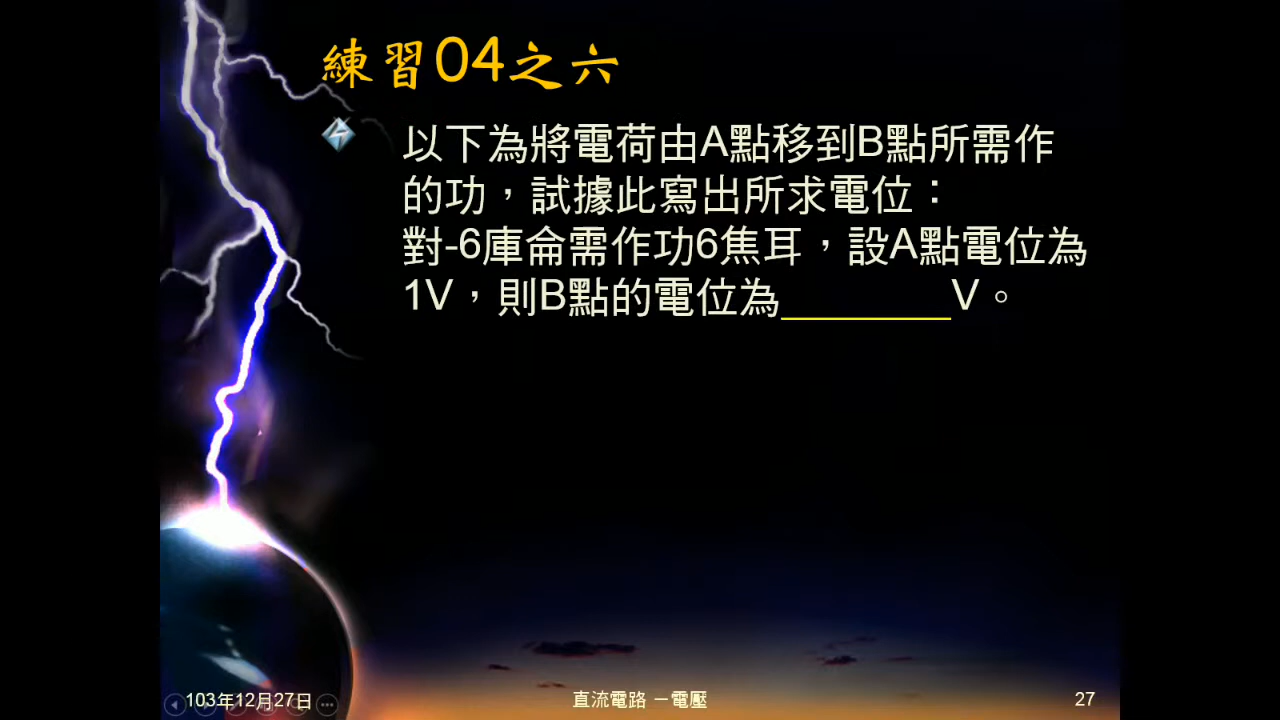 練習04之六
以下為將電荷由A點移到B點所需作
的功，試據此寫出所求電位：
對-6庫侖需作功6焦耳，設A點電位為
1V，則B點的電位為________V。
103年12月27日
直流電路 －電壓
27